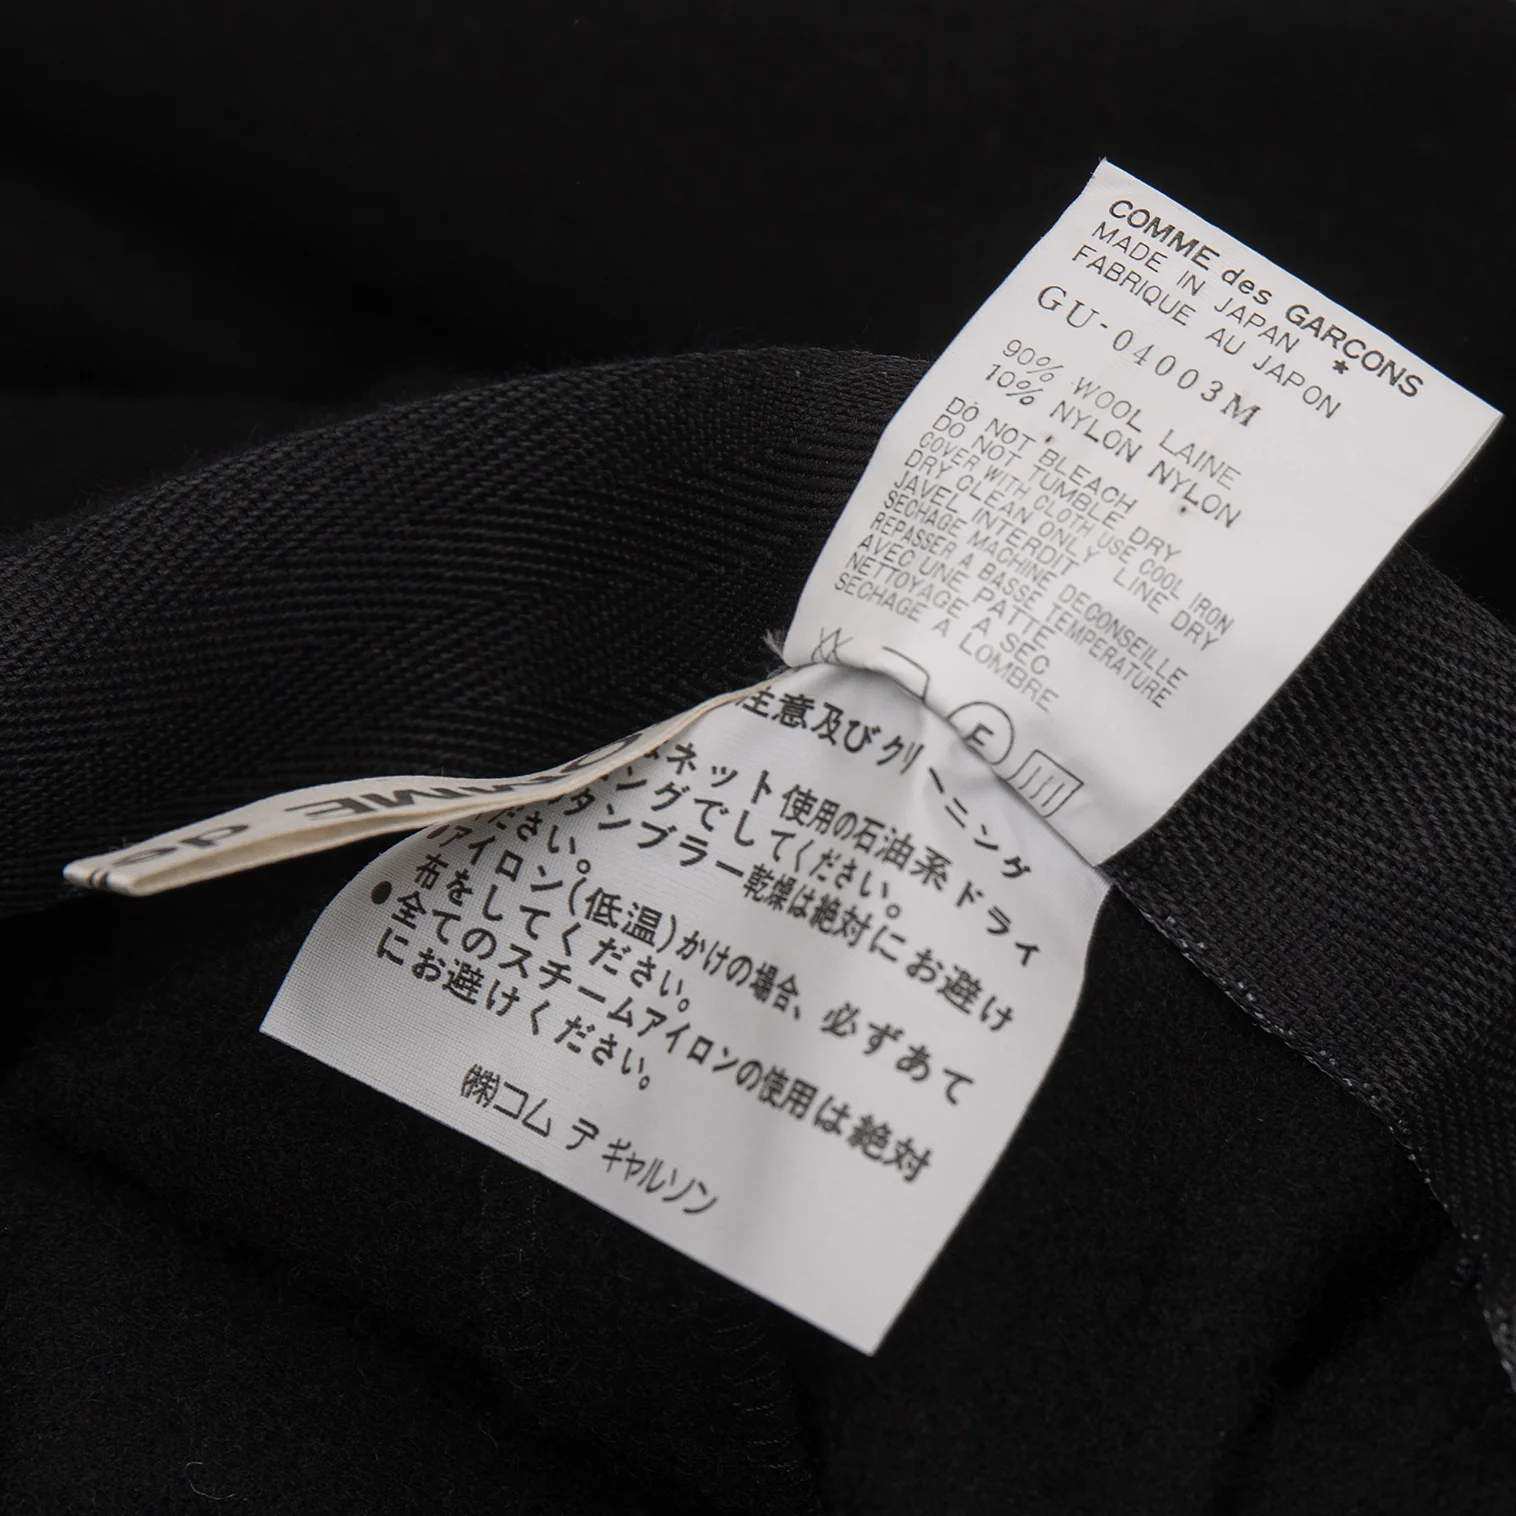 COMME des GARÇONS
MADE IN JAPAN ★
FABRIQUE AU JAPON
GU-04003M
90% WOOL LAINE
10% NYLON NYLON
DO NOT BLEACH
DO NOT TUMBLE DRY
COVER WITH CLOTH USE COOL IRON
DRY CLEAN ONLY LINE DRY
JAVEL INTERDIT
SECHAGE MACHINE DECONSEILLE
REPASSER A BASSE TEMPERATURE
AVEC UNE PATTE
NETTOYAGE A SEC
SECHAGE A LOMBRE
F
注意及びクリーニング
ネット使用の石油系ドライ
ングでしてください。
タンブラー乾燥は絶対にお避け
ださい。
アイロン(低温)かけの場合、必ずあて
布をしてください。
●全てのスチームアイロンの使用は絶対
にお避けください。
㈱コム デ ギャルソン
de